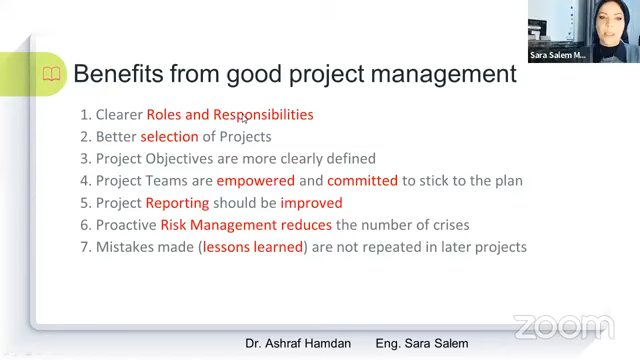 Sara Salem M...
Benefits from good project management
1. Clearer Roles and Responsibilities
2. Better selection of Projects
3. Project Objectives are more clearly defined
4. Project Teams are empowered and committed to stick to the plan
5. Project Reporting should be improved
6. Proactive Risk Management reduces the number of crises
7. Mistakes made (lessons learned) are not repeated in later projects
zoom
Dr. Ashraf Hamdan Eng. Sara Salem